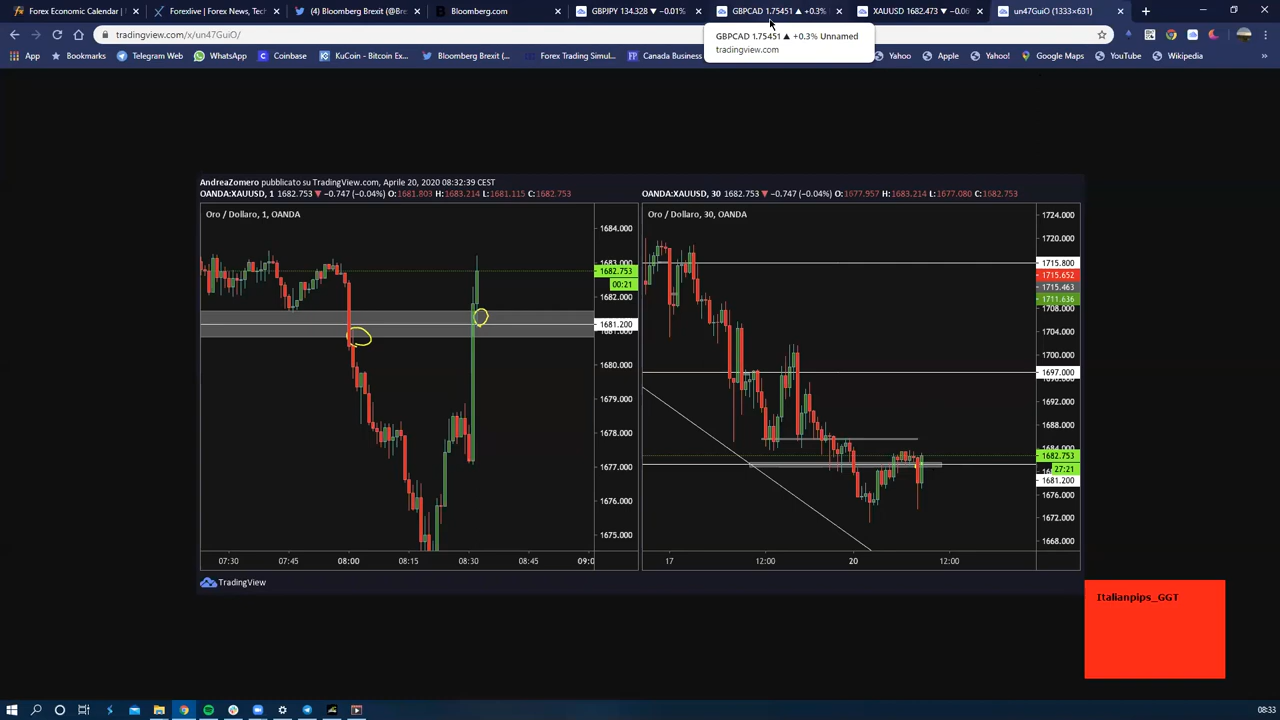 Forex Economic Calendar |
Forexlive | Forex News, Techn
(4) Bloomberg Brexit (@Bre
Bloomberg.com
GBPJPY 134.328 ▼ −0.01%
GBPCAD 1.75451 ▲ +0.3%
XAUUSD 1682.473 ▼ −0.06
un47GuiO (1333×631)
tradingview.com/x/un47GuiO/
GBPCAD 1.75451 ▲ +0.3% Unnamed
tradingview.com
App
Telegram
WhatsApp
Coinbase
KuCoin - Bitcoin Ex...
Bloomberg Brexit (...
Forex Trading Simul...
Canada Business
Yahoo
Apple
YouTube
Google Maps
YouTube
Wikipedia
AndreaZomero pubblicato su TradingView.com, Aprile 20, 2020 08:32:39 CEST
OANDA:XAUUSD, 1 1682.753 ▼ −0.747 (−0.04%) O:1681.803 H:1683.214 L:1681.115 C:1682.753
Oro / Dollaro, 1, OANDA
1684.000
1683.000
1682.753
00:21
1682.000
1681.200
1681.000
1680.000
1679.000
1678.000
1677.000
1676.000
1675.000
07:30 07:45 08:00 08:15 08:30 08:45 09:0
OANDA:XAUUSD, 30 1682.753 ▼ −0.747 (−0.04%) O:1677.957 H:1683.214 L:1677.080 C:1682.753
Oro / Dollaro, 30, OANDA
1724.000
1720.000
1715.800
1715.652
1715.463
1711.636
1708.000
1704.000
1700.000
1697.000
1692.000
1688.000
1682.753
27:21
1681.200
1676.000
1672.000
1668.000
17 12:00 20 12:00
TradingView
Italianpips_GGT
08:33